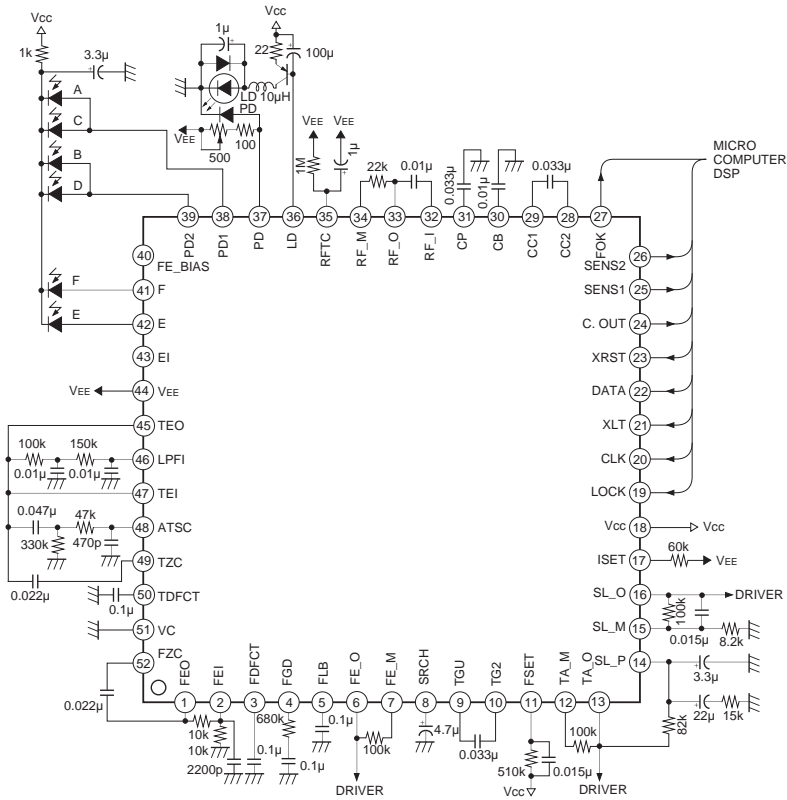 Vcc
1k
3.3µ
A
C
B
D
F
E
1µ
LD
PD
10µH
22
Vcc
100µ
VEE
500
100
VEE
VEE
1M
1µ
22k
0.01µ
0.033µ
0.01µ
0.033µ
MICRO
COMPUTER
DSP
39 38 37 36 35 34 33 32 31 30 29 28 27
PD2 PD1 PD LD RFTC RF_M RF_O RF_I CP CB CC1 CC2 FOK
40 FE_BIAS
41 F
42 E
43 EI
VEE 44 VEE
45 TEO
100k 150k 46 LPFI
0.01µ 0.01µ
47 TEI
0.047µ 47k 48 ATSC
330k 470p
49 TZC
0.022µ
50 TDFCT
0.1µ
51 VC
52 FZC
SENS2 26
SENS1 25
C. OUT 24
XRST 23
DATA 22
XLT 21
CLK 20
LOCK 19
Vcc 18 Vcc
ISET 17 60k VEE
SL_O 16 DRIVER
100k
0.015µ
SL_M 15 8.2k
SL_P 14
3.3µ
22µ 15k
82k
FEO FEI FDFCT FGD FLB FE_O FE_M SRCH TGU TG2 FSET TA_M TA_O
1 2 3 4 5 6 7 8 9 10 11 12 13
0.022µ
10k
10k
2200p
0.1µ
680k
0.1µ
0.1µ
100k
DRIVER
4.7µ
0.033µ
510k
0.015µ
Vcc
100k
DRIVER